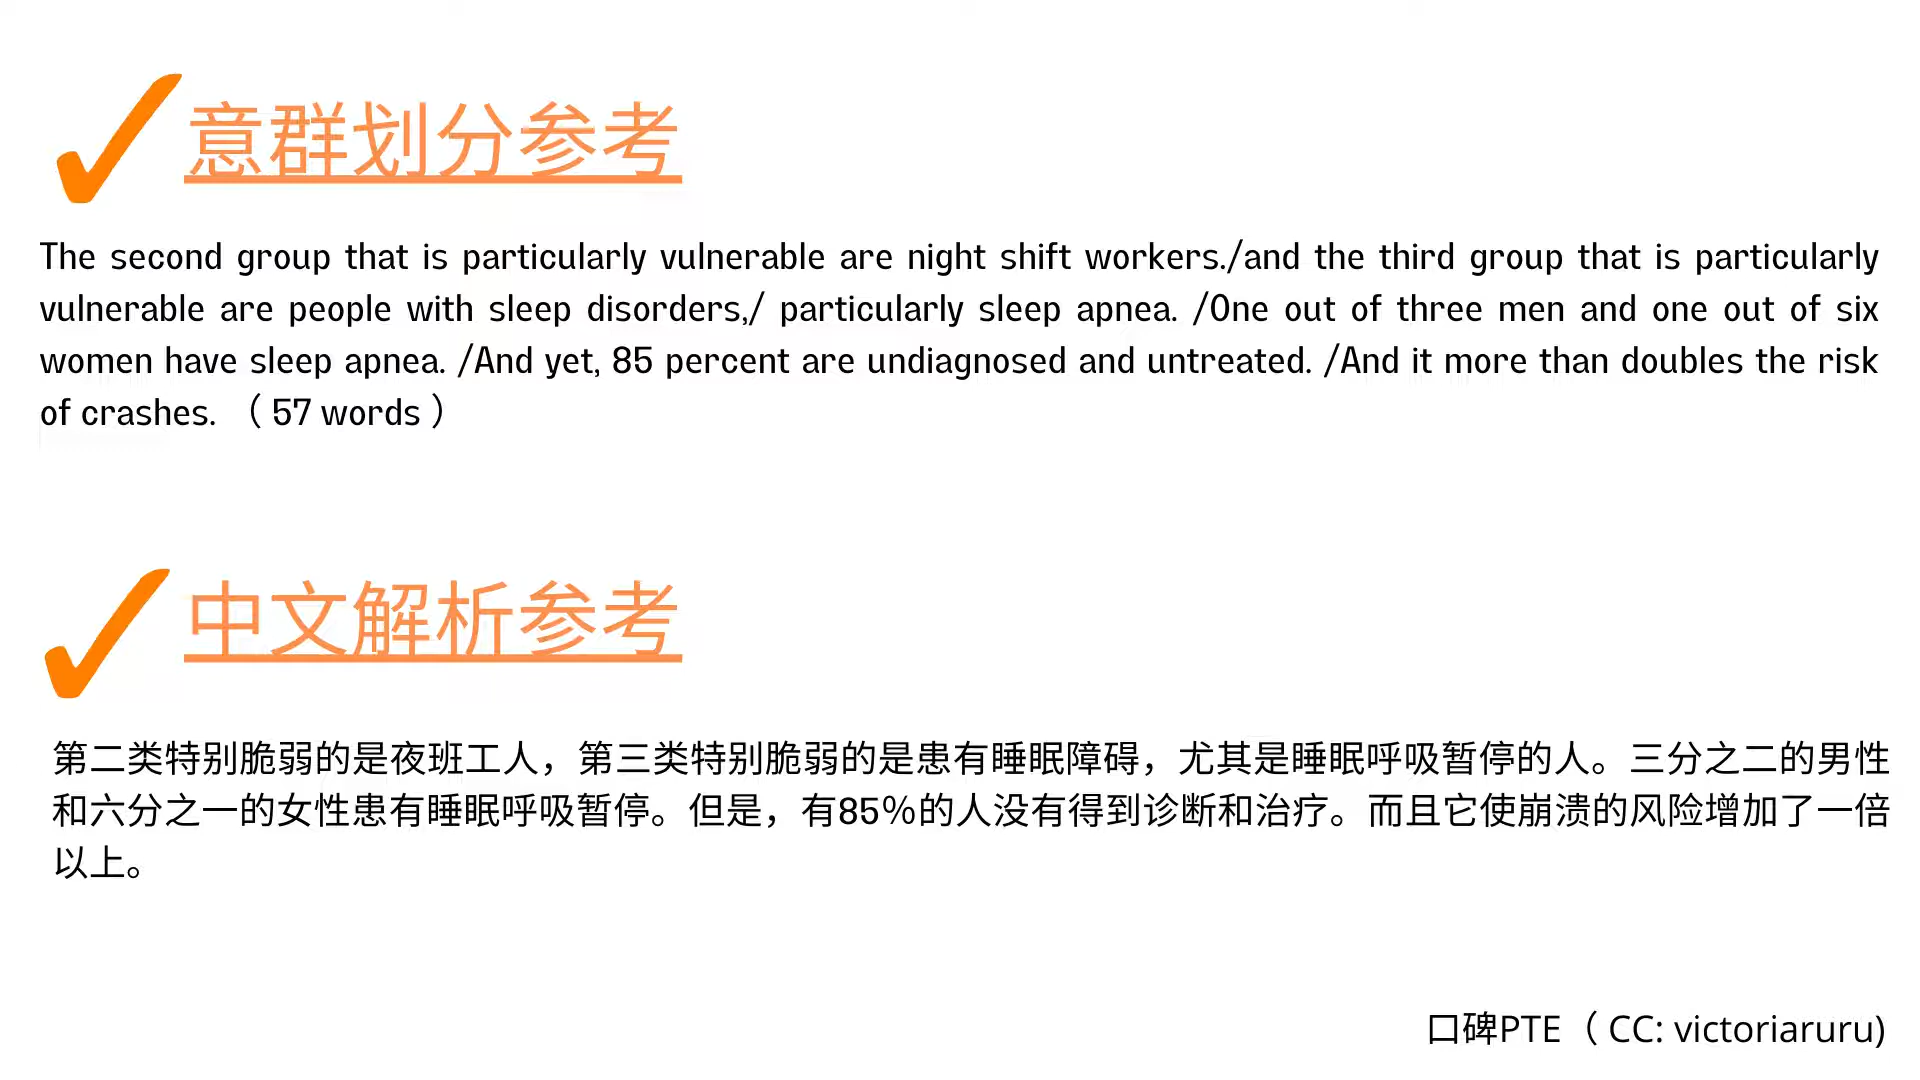 意群划分参考
The second group that is particularly vulnerable are night shift workers./and the third group that is particularly
vulnerable are people with sleep disorders,/ particularly sleep apnea. /One out of three men and one out of six
women have sleep apnea. /And yet, 85 percent are undiagnosed and untreated. /And it more than doubles the risk
of crashes. （57 words）
中文解析参考
第二类特别脆弱的是夜班工人，第三类特别脆弱的是患有睡眠障碍，尤其是睡眠呼吸暂停的人。三分之二的男性
和六分之一的女性患有睡眠呼吸暂停。但是，有85%的人没有得到诊断和治疗。而且它使崩溃的风险增加了一倍
以上。
口碑PTE（CC: victoriaruru)